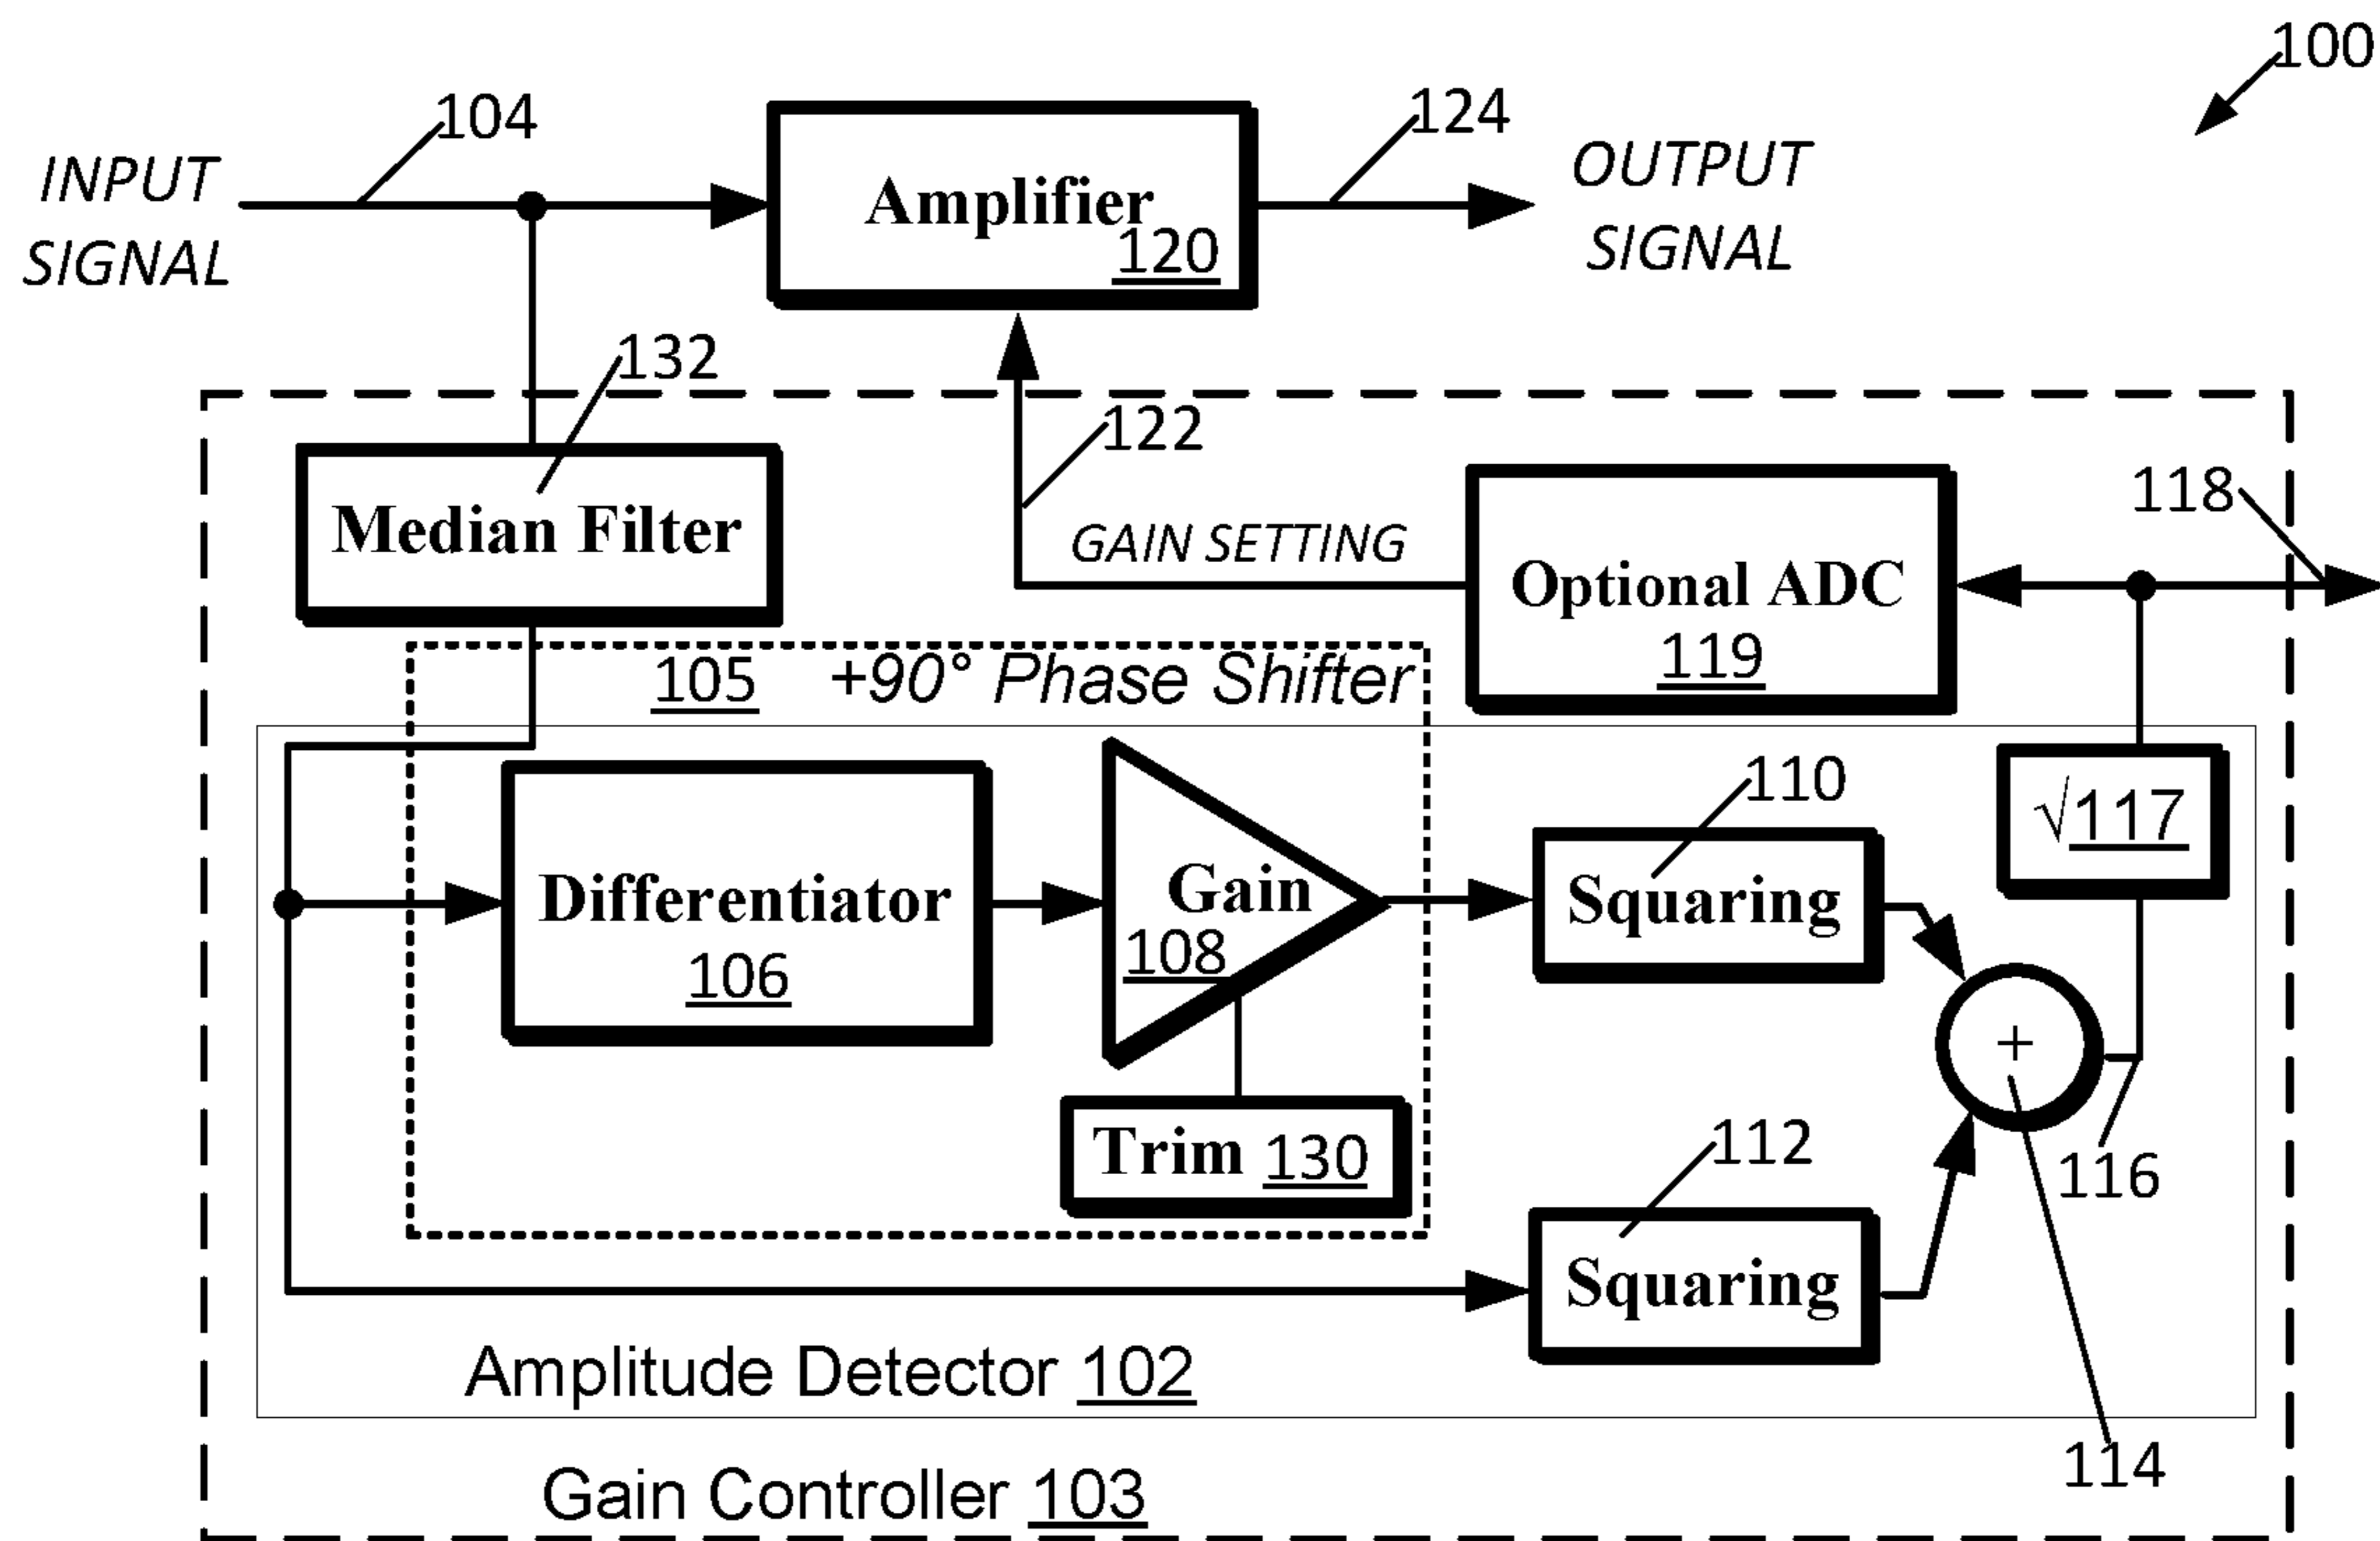 100
104
124
INPUT
SIGNAL
Amplifier
120
OUTPUT
SIGNAL
132
122
118
Median Filter
GAIN SETTING
Optional ADC
119
105 +90° Phase Shifter
110
√117
Differentiator
106
Gain
108
Squaring
+
Trim 130
112
116
Squaring
Amplitude Detector 102
114
Gain Controller 103